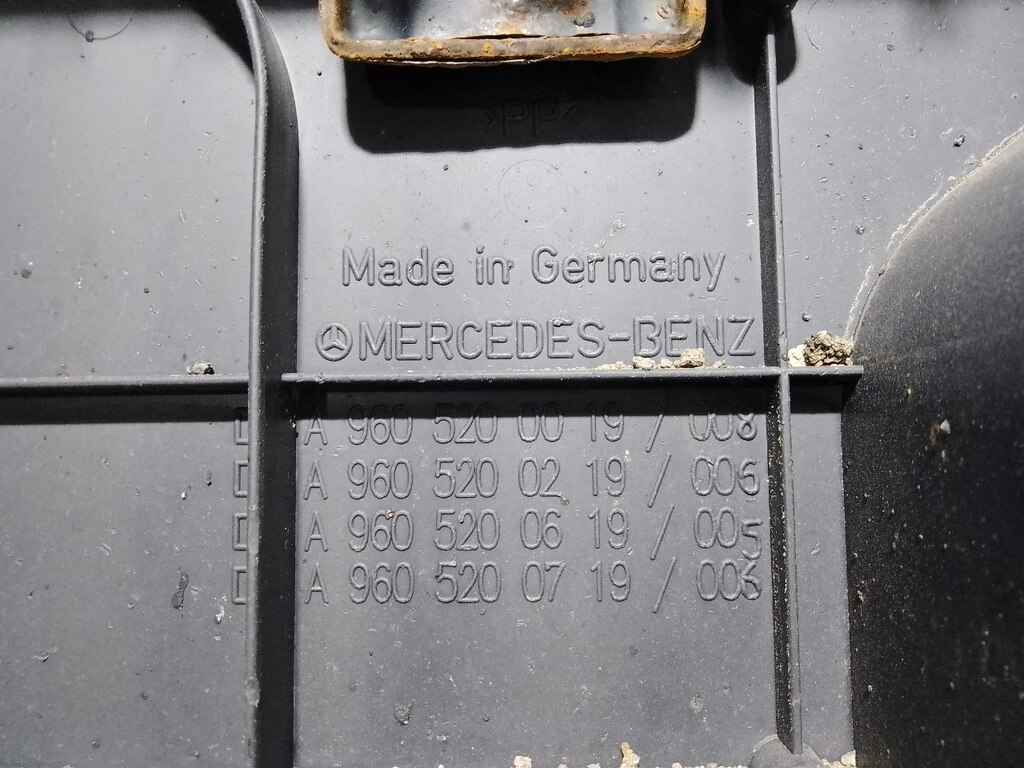 >PP<
Made in Germany
MERCEDES-BENZ
A 960 520 00 19 / 008
A 960 520 02 19 / 006
A 960 520 06 19 / 005
A 960 520 07 19 /